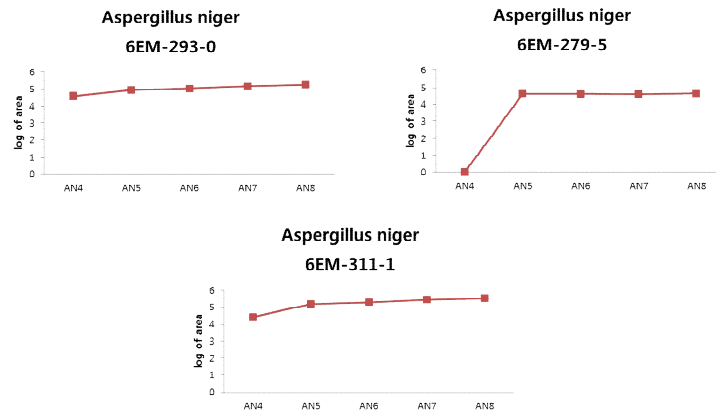 Aspergillus niger
6EM-293-0
log of area
6
5
4
3
2
1
0
AN4 AN5 AN6 AN7 AN8
Aspergillus niger
6EM-279-5
log of area
6
5
4
3
2
1
0
AN4 AN5 AN6 AN7 AN8
Aspergillus niger
6EM-311-1
log of area
6
5
4
3
2
1
0
AN4 AN5 AN6 AN7 AN8